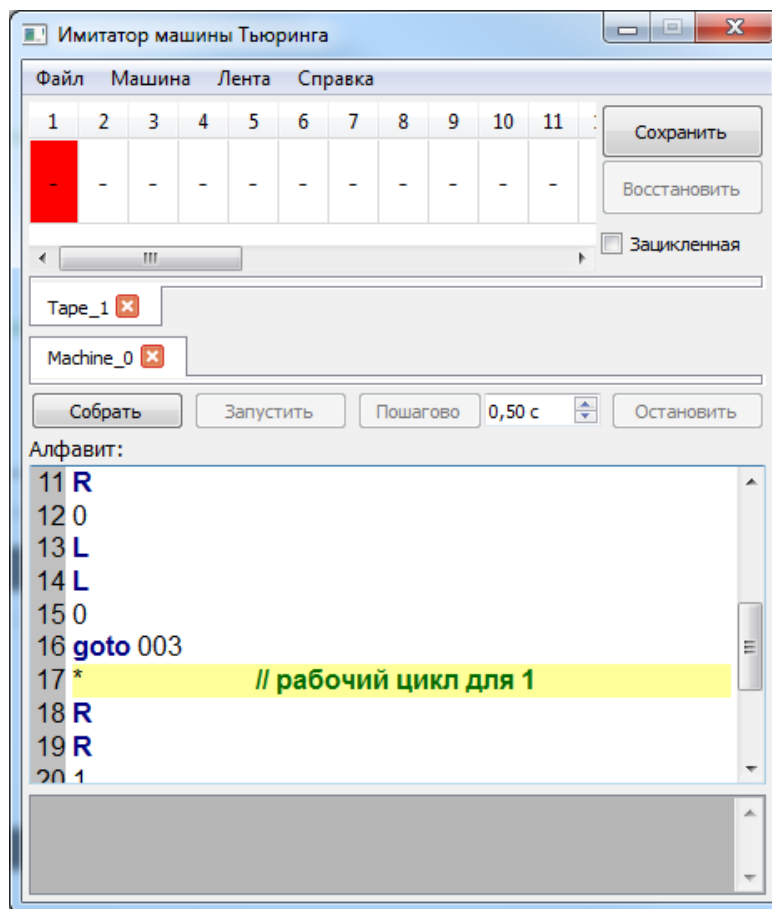 Имитатор машины Тьюринга
Файл Машина Лента Справка
1 2 3 4 5 6 7 8 9 10 11
- - - - - - - - - - -
Сохранить
Восстановить
Зацикленная
Tape_1
Machine_0
Собрать Запустить Пошагово 0,50 с Остановить
Алфавит:
11 R
12 0
13 L
14 L
15 0
16 goto 003
17 * // рабочий цикл для 1
18 R
19 R
20 1